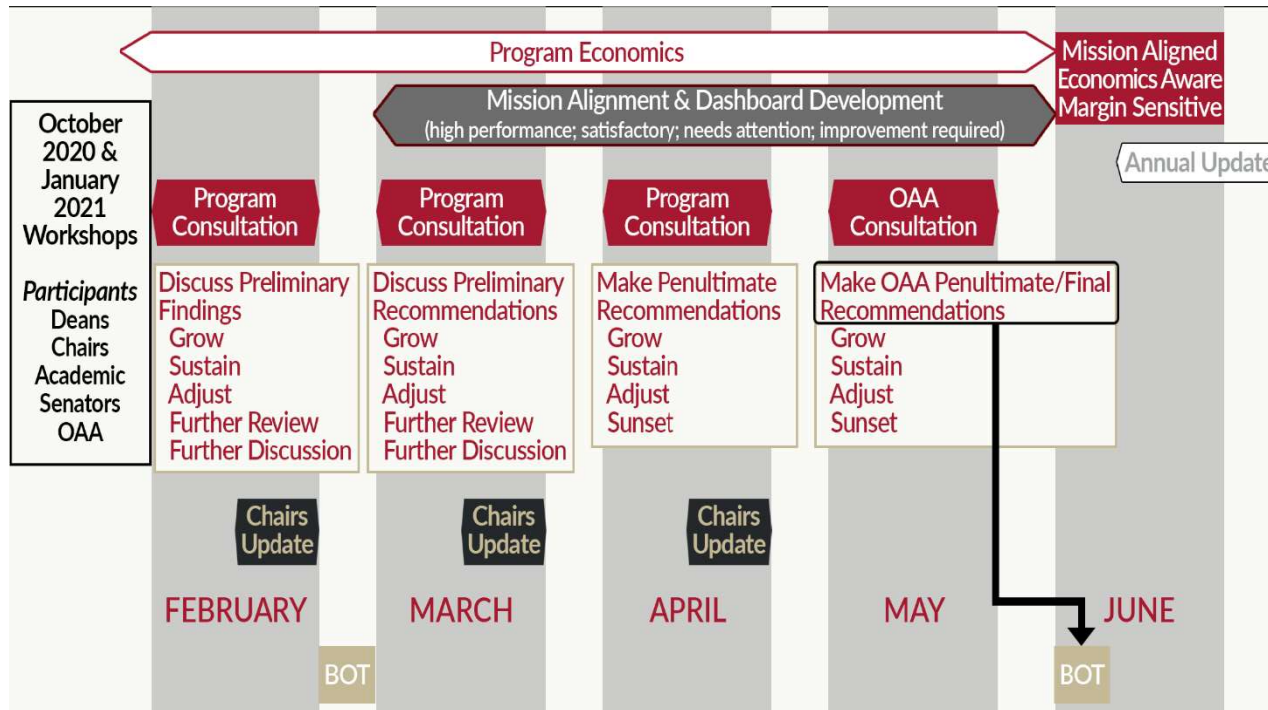 Program Economics
Mission Aligned
Economics Aware
Margin Sensitive
Mission Alignment & Dashboard Development
(high performance; satisfactory; needs attention; improvement required)
Annual Update
October
2020 &
January
2021
Workshops
Participants
Deans
Chairs
Academic
Senators
OAA
Program
Consultation
Program
Consultation
Program
Consultation
OAA
Consultation
Discuss Preliminary
Findings
Grow
Sustain
Adjust
Further Review
Further Discussion
Discuss Preliminary
Recommendations
Grow
Sustain
Adjust
Further Review
Further Discussion
Make Penultimate
Recommendations
Grow
Sustain
Adjust
Sunset
Make OAA Penultimate/Final
Recommendations
Grow
Sustain
Adjust
Sunset
Chairs
Update
Chairs
Update
Chairs
Update
FEBRUARY
MARCH
APRIL
MAY
JUNE
BOT
BOT